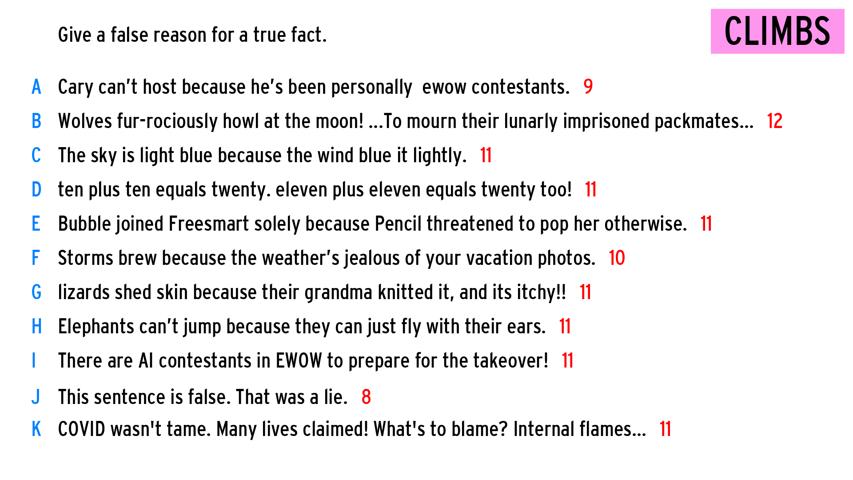 Give a false reason for a true fact.
CLIMBS
A Cary can't host because he's been personally  ewow contestants. 9
B Wolves fur-rociously howl at the moon! ...To mourn their lunarly imprisoned packmates... 12
C The sky is light blue because the wind blue it lightly. 11
D ten plus ten equals twenty. eleven plus eleven equals twenty too! 11
E Bubble joined Freesmart solely because Pencil threatened to pop her otherwise. 11
F Storms brew because the weather's jealous of your vacation photos. 10
G lizards shed skin because their grandma knitted it, and its itchy!! 11
H Elephants can't jump because they can just fly with their ears. 11
I There are AI contestants in EWOW to prepare for the takeover! 11
J This sentence is false. That was a lie. 8
K COVID wasn't tame. Many lives claimed! What's to blame? Internal flames... 11